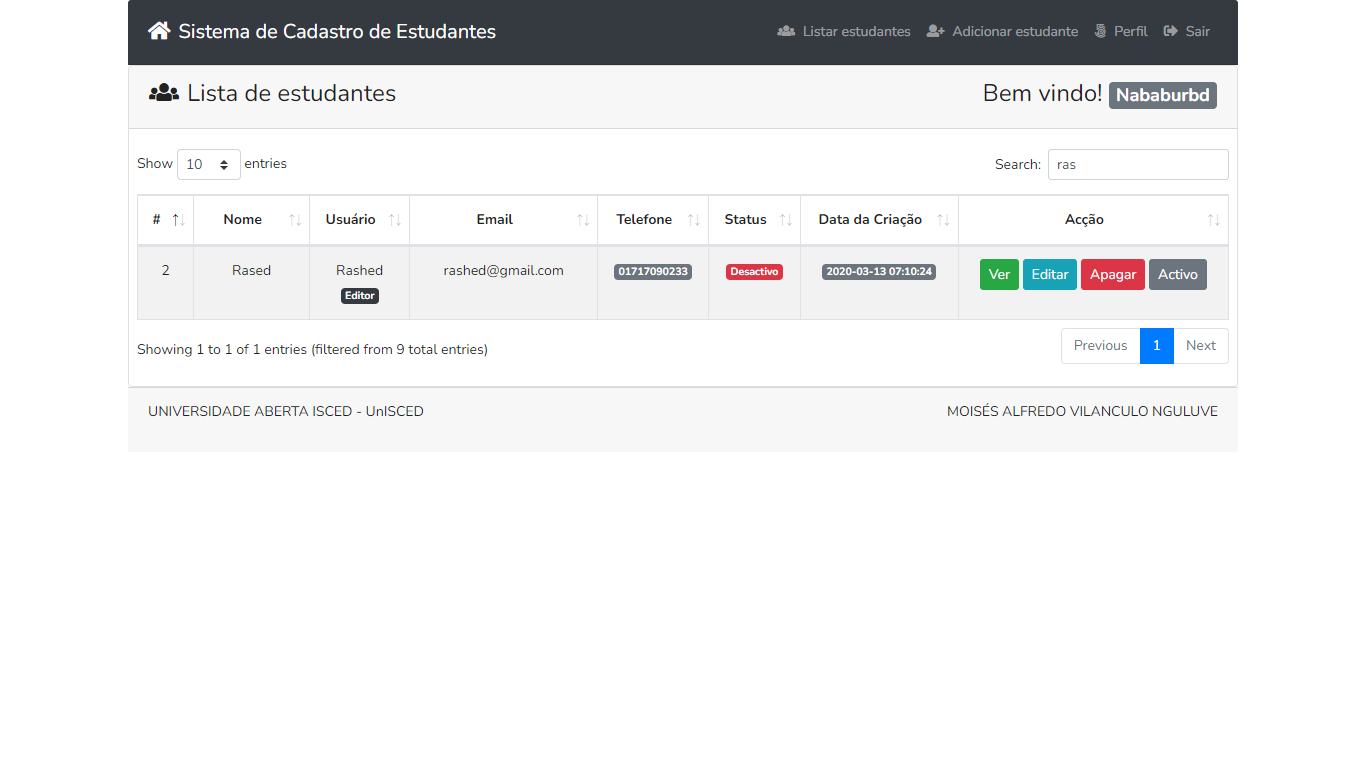 Sistema de Cadastro de Estudantes Listar estudantes Adicionar estudante Perfil Sair
Lista de estudantes Bem vindo! Nababurbd
Show 10 entries Search: ras
# Nome Usuário Email Telefone Status Data da Criação Acção
2 Rased Rashed rashed@gmail.com 01717090233 Desactivo 2020-03-13 07:10:24 Ver Editar Apagar Activo
Editor
Showing 1 to 1 of 1 entries (filtered from 9 total entries) Previous 1 Next
UNIVERSIDADE ABERTA ISCED - UnISCED MOISÉS ALFREDO VILANCULO NGULUVE